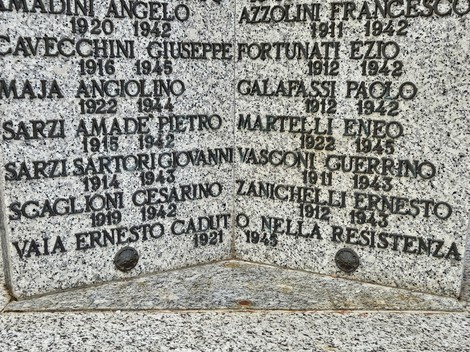 AMADINI ANGELO
1920 1942
CAVECCHINI GIUSEPPE
1916 1945
MAJA ANGIOLINO
1922 1944
SARZI AMADE' PIETRO
1915 1942
SARZI SARTORI GIOVANNI
1914 1943
SCAGLIONI CESARINO
1919 1942
AZZOLINI FRANCESCO
1911 1942
FORTUNATI EZIO
1912 1942
GALAFASSI PAOLO
1912 1942
MARTELLI ENEO
1922 1945
VASCONI GUERRINO
1911 1943
ZANICHELLI ERNESTO
1912 1943
VAIA ERNESTO CADUTO NELLA RESISTENZA
1921 1945